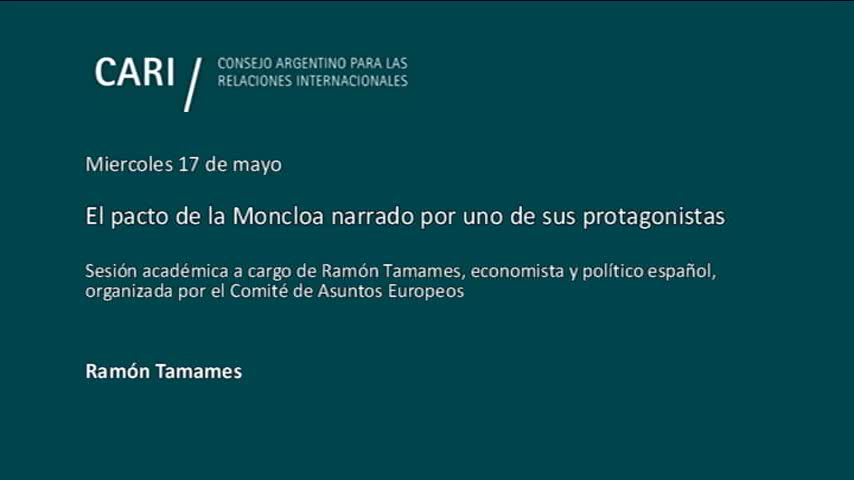 CARI
CONSEJO ARGENTINO PARA LAS
RELACIONES INTERNACIONALES
Miercoles 17 de mayo
El pacto de la Moncloa narrado por uno de sus protagonistas
Sesión académica a cargo de Ramón Tamames, economista y político español,
organizada por el Comité de Asuntos Europeos
Ramón Tamames